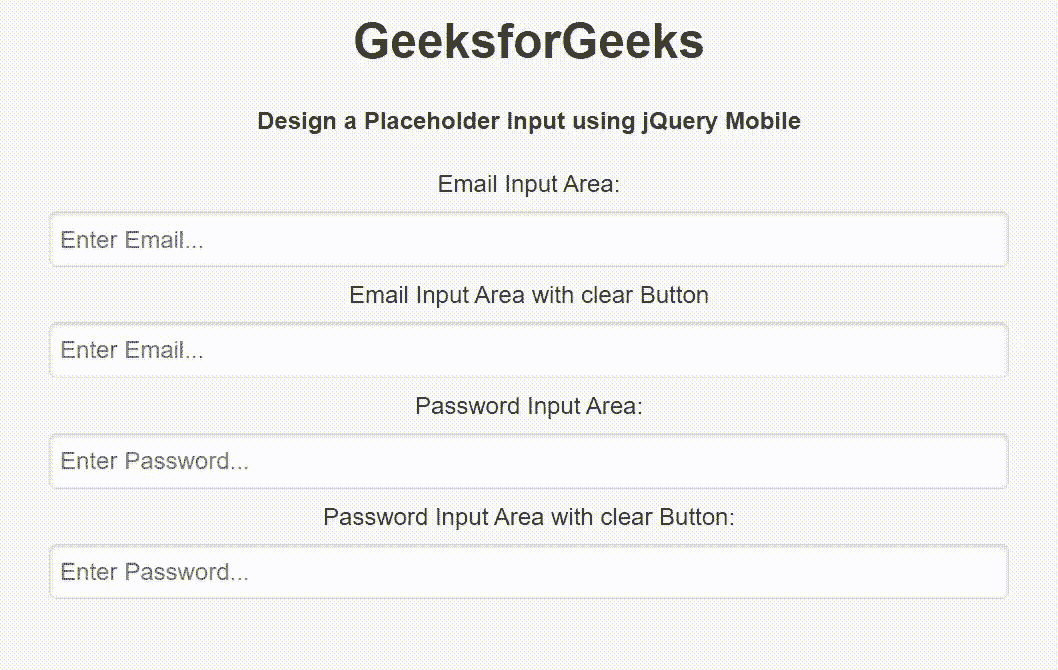 GeeksforGeeks
Design a Placeholder Input using jQuery Mobile
Email Input Area:
Enter Email...
Email Input Area with clear Button
Enter Email...
Password Input Area:
Enter Password...
Password Input Area with clear Button:
Enter Password...